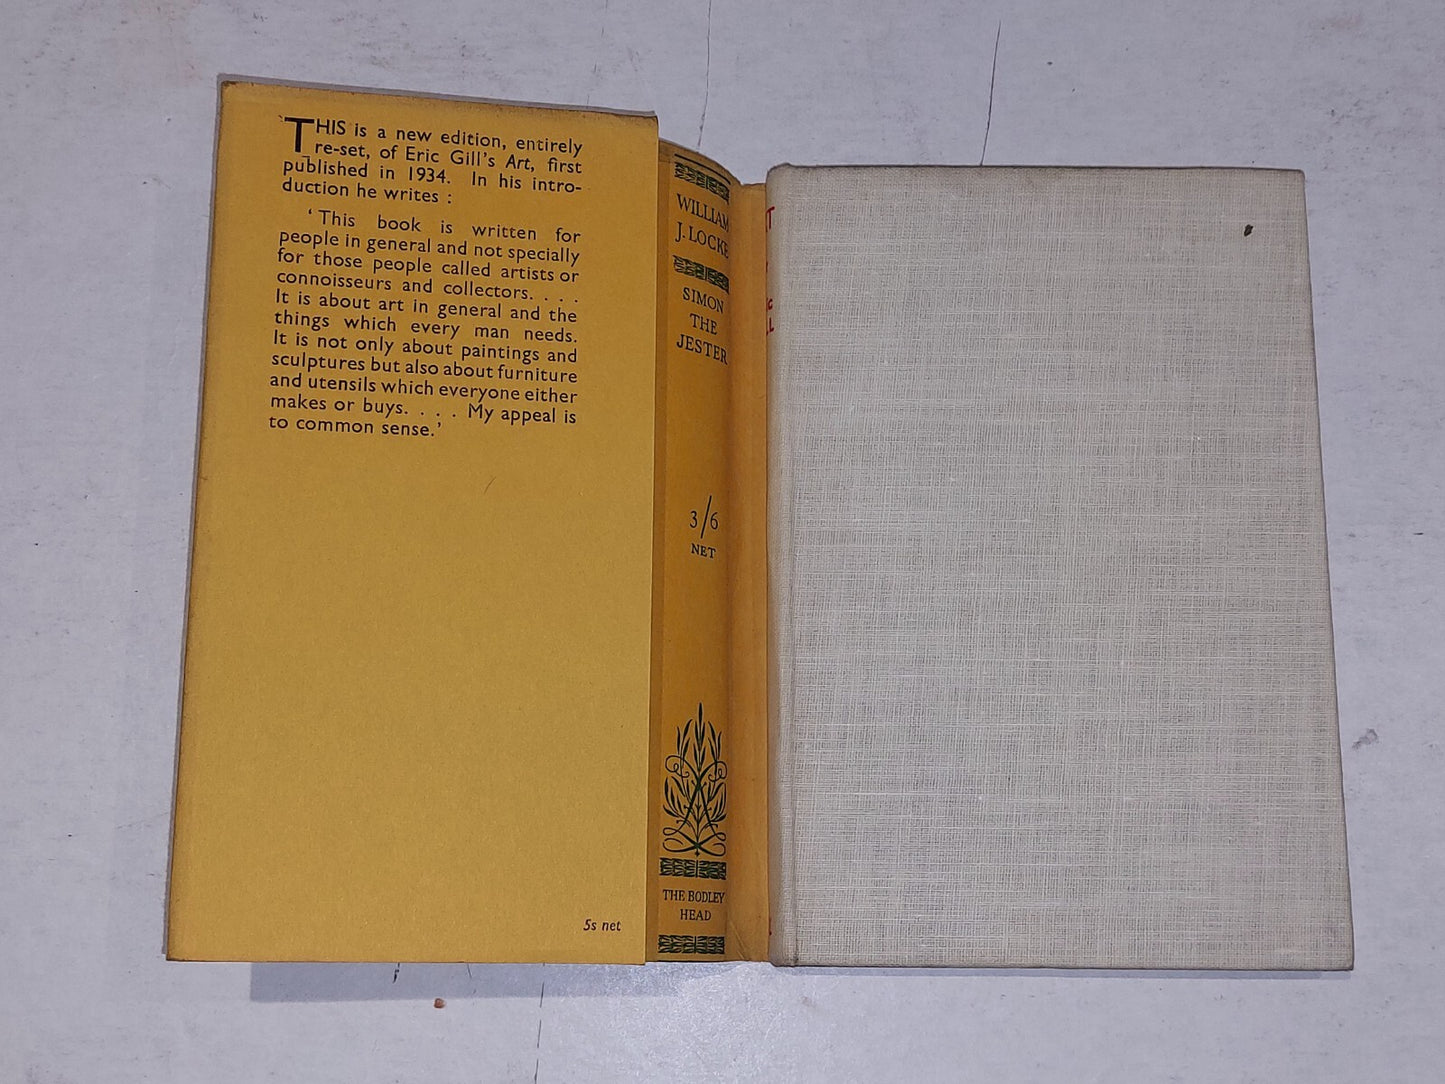 THIS is a new edition, entirely
re-set, of Eric Gill's Art, first
published in 1934. In his intro-
duction he writes :
‘This book is written for
people in general and not specially
for those people called artists or
connoisseurs and collectors. . . .
It is about art in general and the
things which every man needs.
It is not only about paintings and
sculptures but also about furniture
and utensils which everyone either
makes or buys. . . . My appeal is
to common sense.’
5s net
WILLIAM
J. LOCKE
SIMON
THE
JESTER
3/6
NET
THE BODLEY
HEAD